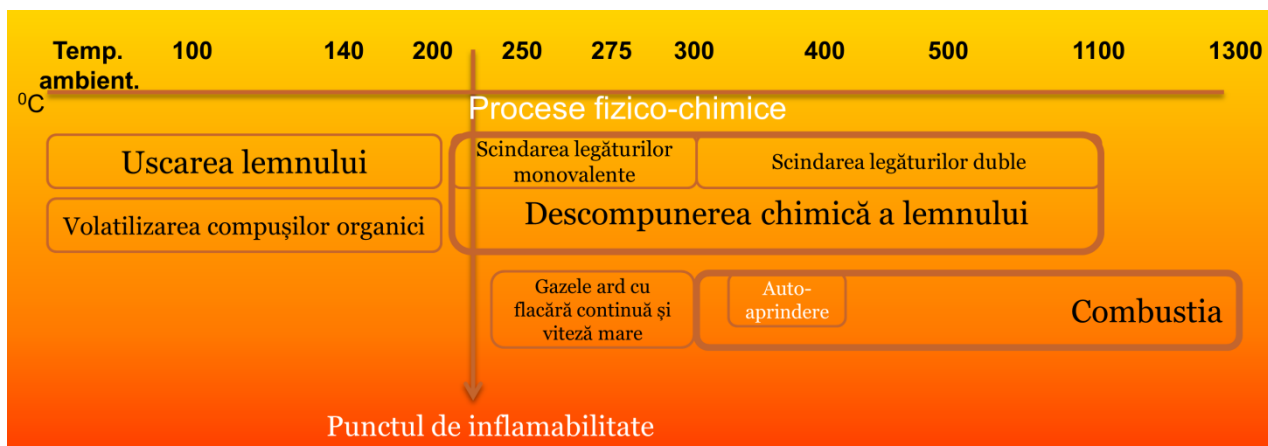 Temp. 100 140 200 250 275 300 400 500 1100 1300
ambient.
⁰C
Procese fizico-chimice
Uscarea lemnului
Scindarea legăturilor
monovalente
Scindarea legăturilor duble
Volatilizarea compușilor organici
Descompunerea chimică a lemnului
Gazele ard cu
flacără continuă și
viteză mare
Auto-
aprindere
Combustia
Punctul de inflamabilitate